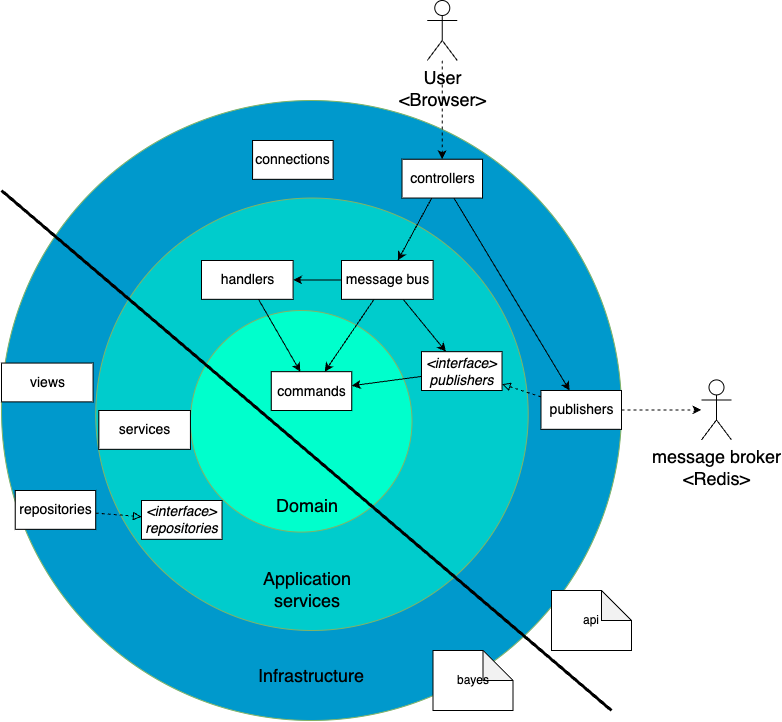 User
<Browser>
connections
controllers
handlers
message bus
<interface>
publishers
commands
views
publishers
services
message broker
<Redis>
repositories
<interface>
repositories
Domain
Application
services
api
Infrastructure
bayes